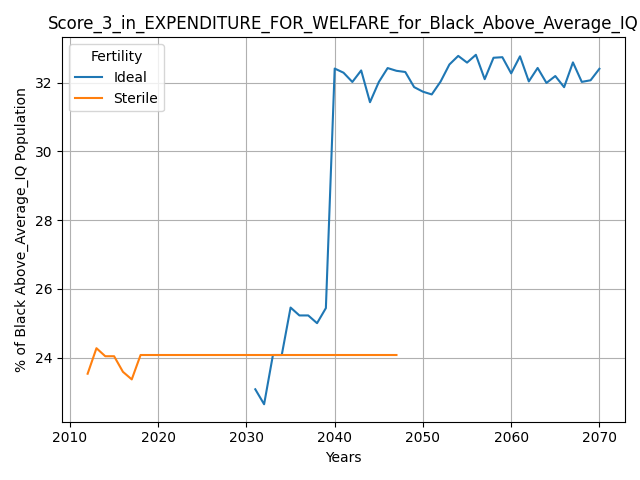 Score_3_in_EXPENDITURE_FOR_WELFARE_for_Black_Above_Average_IQ
Fertility
Ideal
Sterile
% of Black Above_Average_IQ Population
32
30
28
26
24
2010 2020 2030 2040 2050 2060 2070
Years